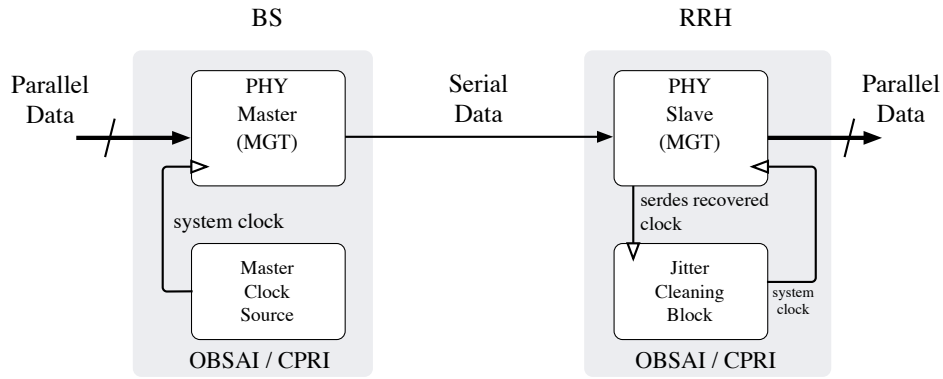 BS
RRH
Parallel
Data
PHY
Master
(MGT)
Serial
Data
PHY
Slave
(MGT)
Parallel
Data
system clock
serdes recovered
clock
Master
Clock
Source
Jitter
Cleaning
Block
system
clock
OBSAI / CPRI
OBSAI / CPRI